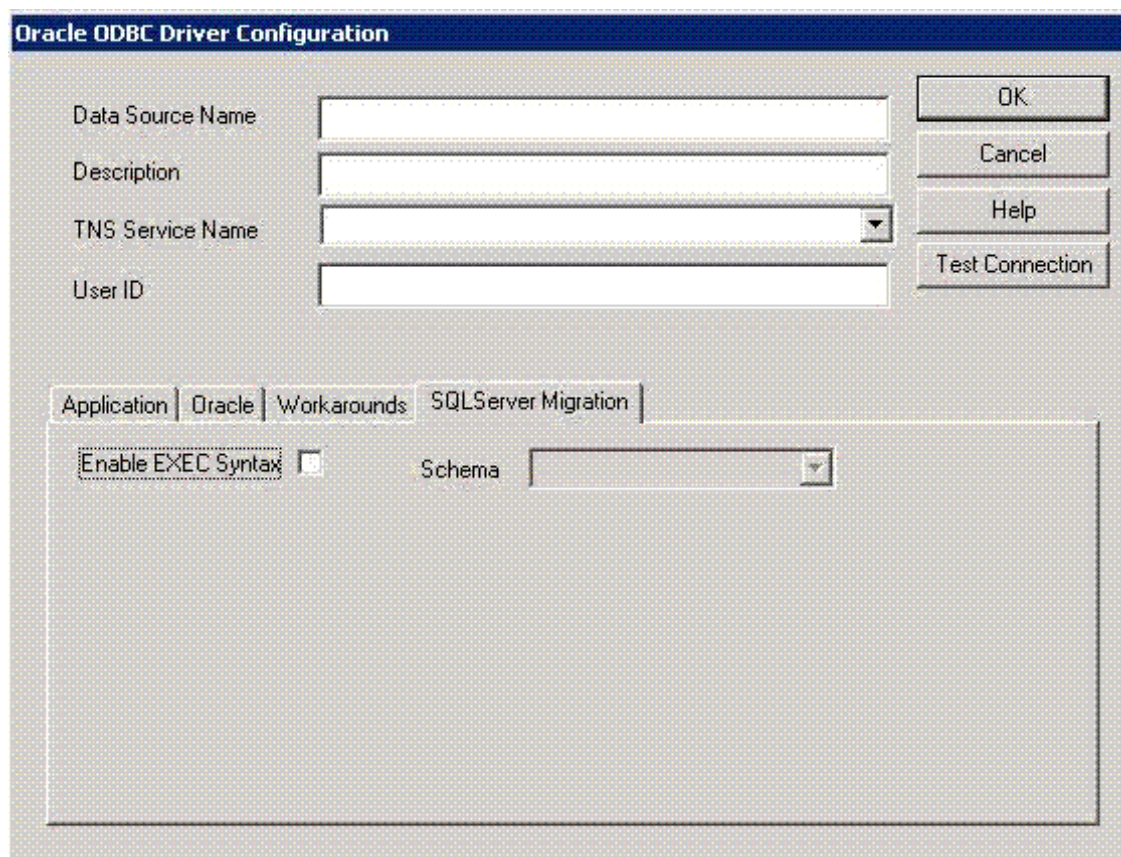 Oracle ODBC Driver Configuration
Data Source Name
OK
Description
Cancel
TNS Service Name
Help
User ID
Test Connection
Application
Oracle
Workarounds
SQLServer Migration
Enable EXEC Syntax
Schema